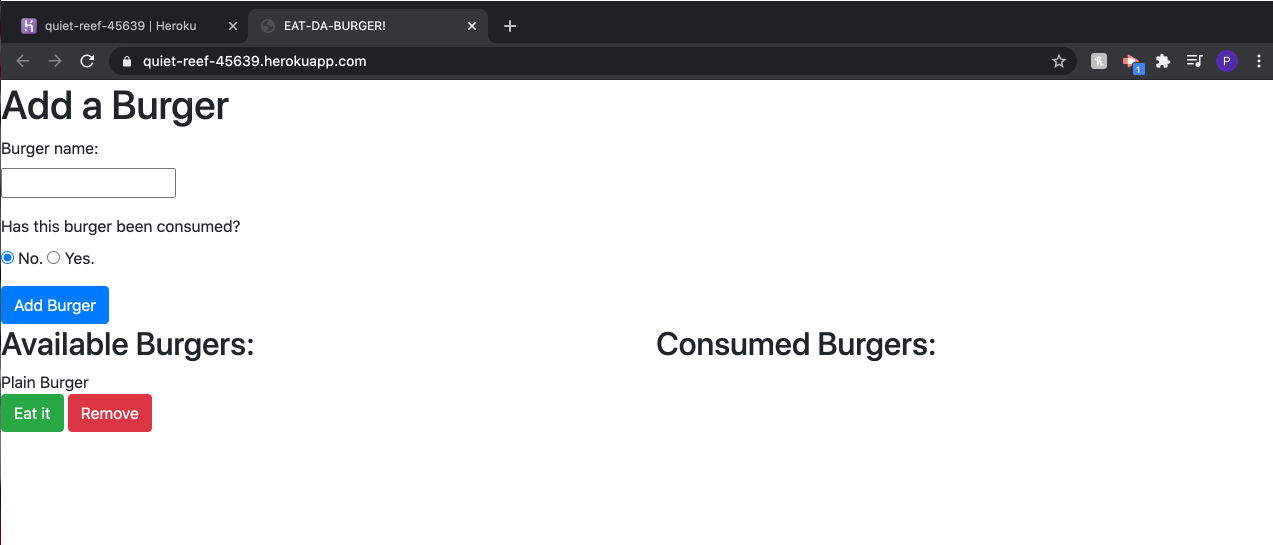 quiet-reef-45639 | Heroku EAT-DA-BURGER!
quiet-reef-45639.herokuapp.com 1 P
Add a Burger
Burger name:
Has this burger been consumed?
No. Yes.
Add Burger
Available Burgers: Consumed Burgers:
Plain Burger
Eat it Remove